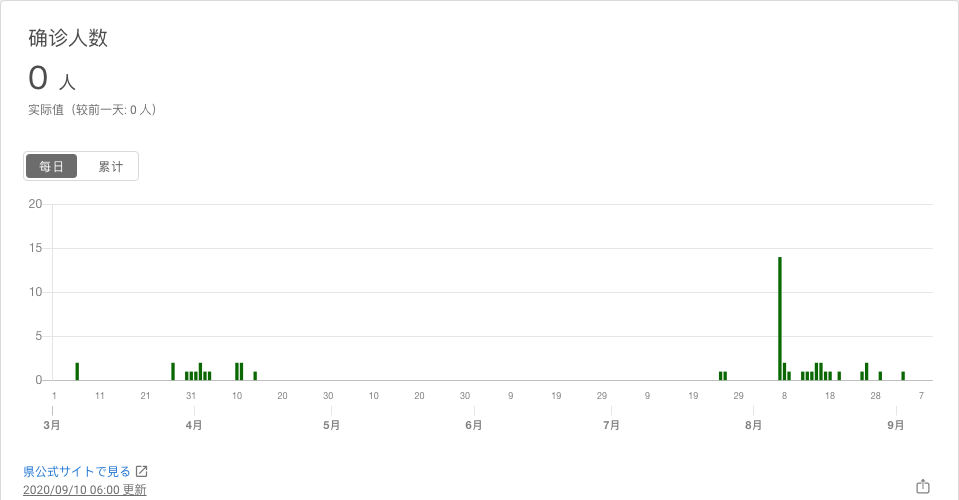 确诊人数
0 人
实际值（较前一天: 0 人）
每日 累计
20
15
10
5
0
1 11 21 31 10 20 30 10 20 30 9 19 29 9 19 29 8 18 28 7
3月 4月 5月 6月 7月 8月 9月
県公式サイトで見る
2020/09/10 06:00 更新